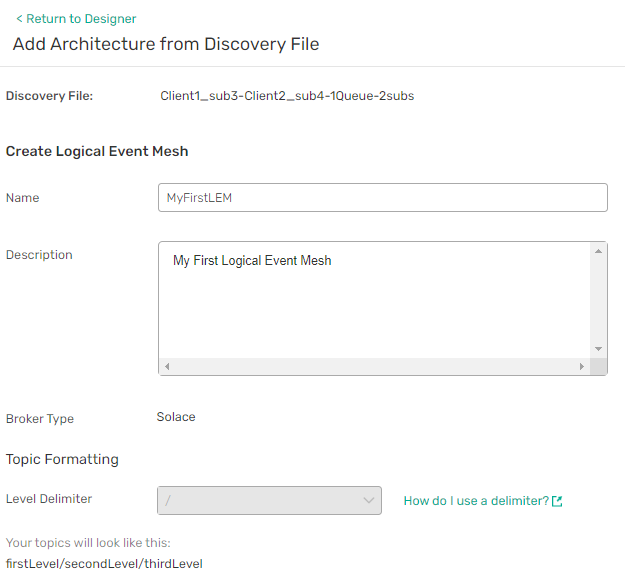 < Return to Designer
Add Architecture from Discovery File
Discovery File: Client1_sub3-Client2_sub4-1Queue-2subs
Create Logical Event Mesh
Name MyFirstLEM
Description My First Logical Event Mesh
Broker Type Solace
Topic Formatting
Level Delimiter / How do I use a delimiter?
Your topics will look like this:
firstLevel/secondLevel/thirdLevel